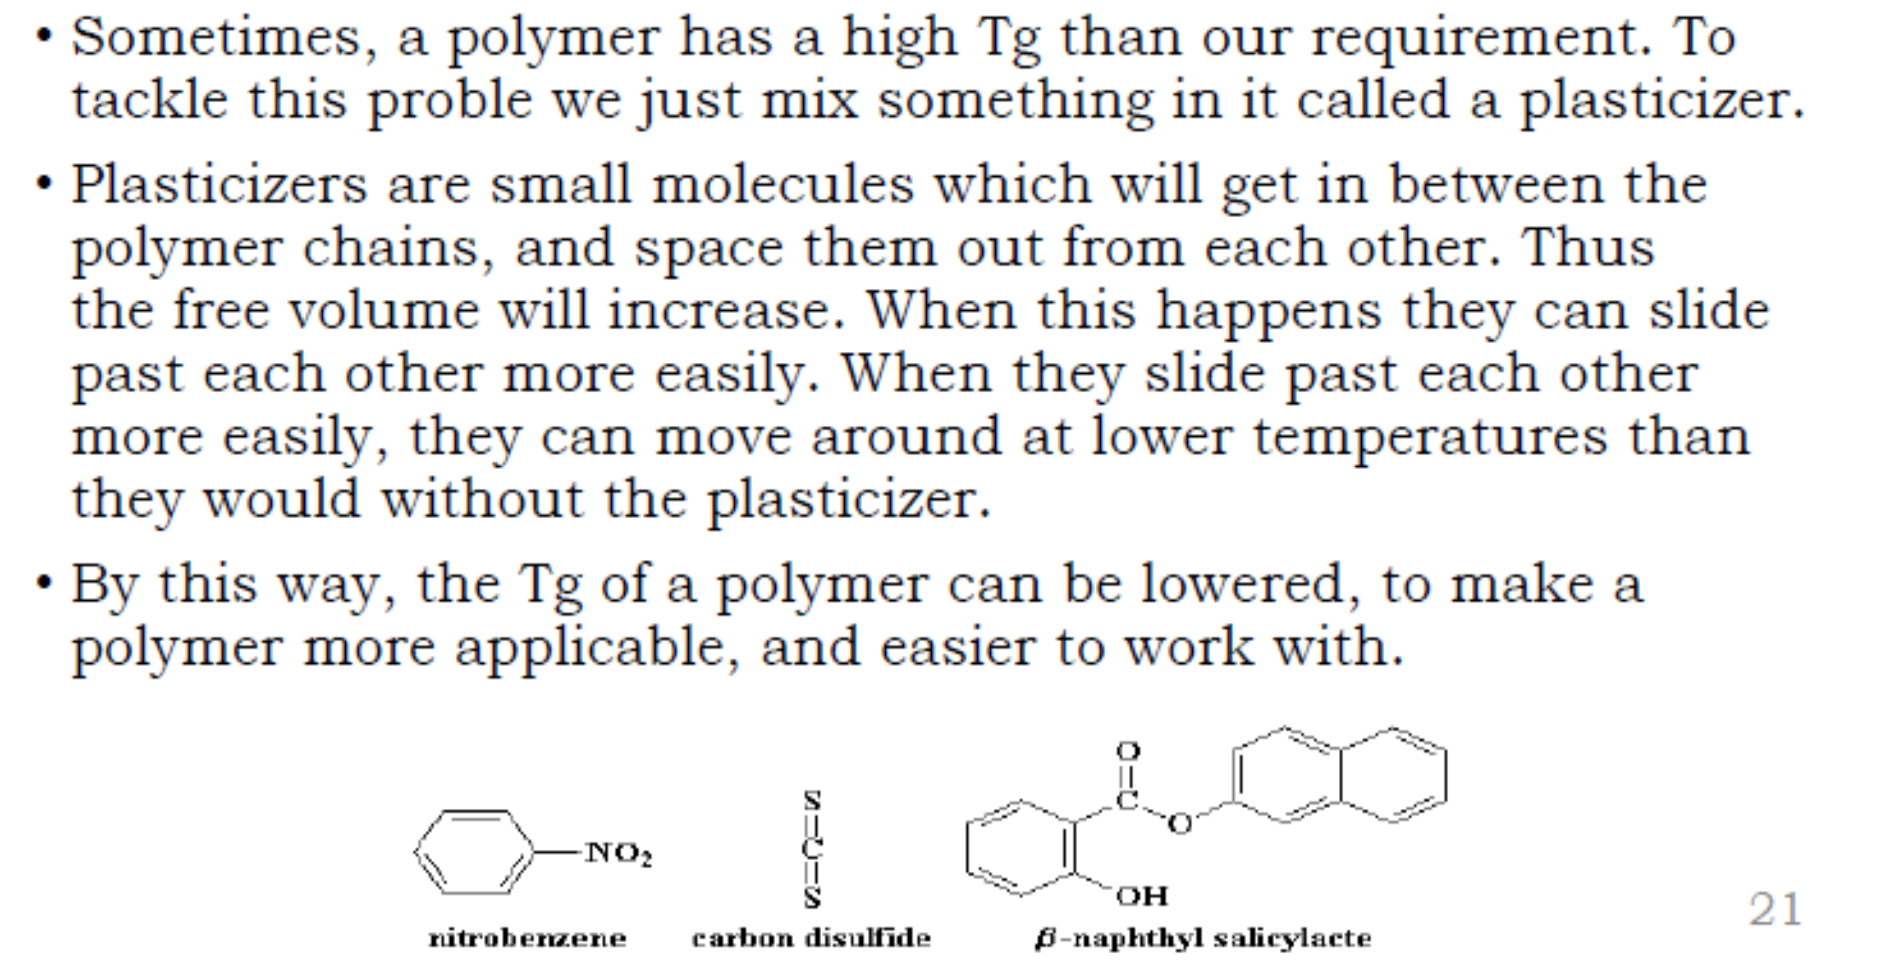 • Sometimes, a polymer has a high Tg than our requirement. To
tackle this proble we just mix something in it called a plasticizer.
• Plasticizers are small molecules which will get in between the
polymer chains, and space them out from each other. Thus
the free volume will increase. When this happens they can slide
past each other more easily. When they slide past each other
more easily, they can move around at lower temperatures than
they would without the plasticizer.
• By this way, the Tg of a polymer can be lowered, to make a
polymer more applicable, and easier to work with.
O
S
C
O
C
NO₂
S
OH
nitrobenzene
carbon disulfide
β-naphthyl salicylacte
21